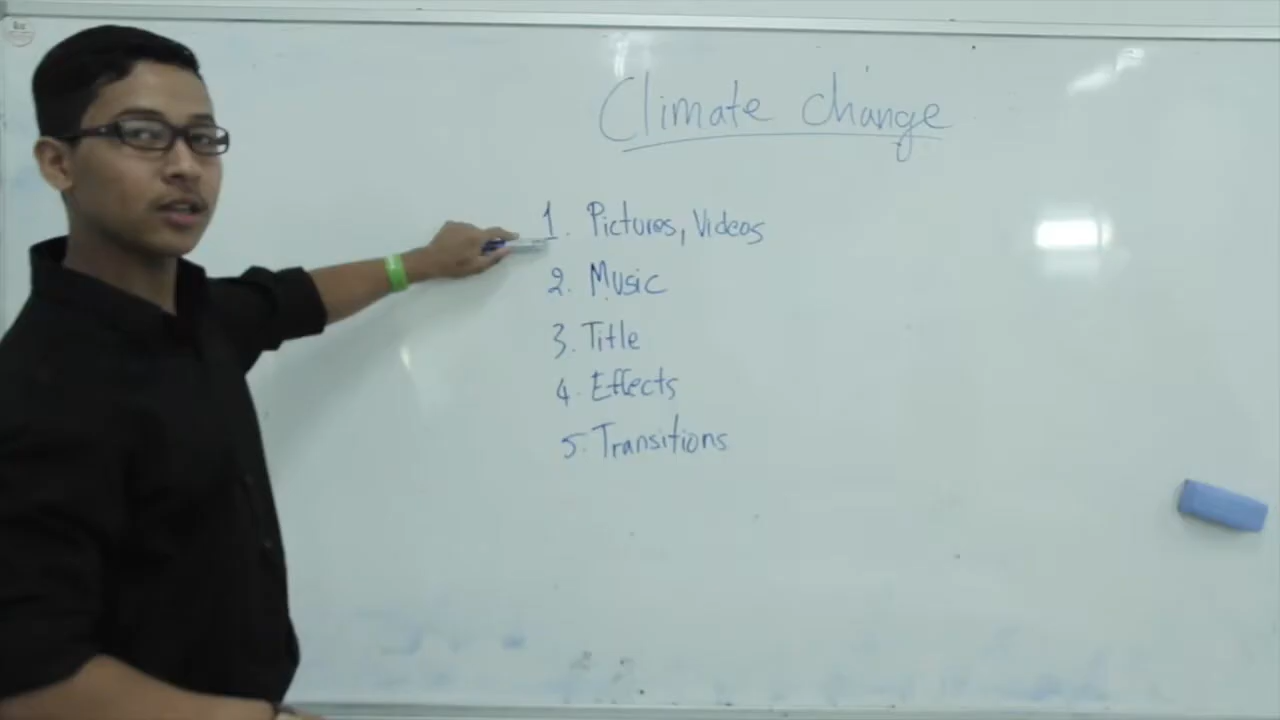 Climate change
1. Pictures, Videos
2. Music
3. Title
4. Effects
5. Transitions